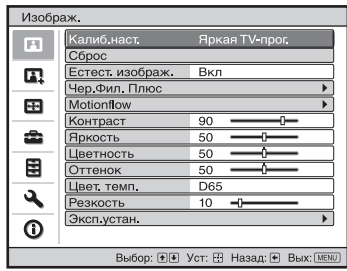 Изображ.
Калиб.наст. Яркая TV-прог.
Сброс
Естест. изображ. Вкл
Чер.Фил. Плюс
Motionflow
Контраст 90
Яркость 50
Цветность 50
Оттенок 50
Цвет. темп. D65
Резкость 10
Эксп.устан.
Выбор: Уст: Назад: Вых: MENU